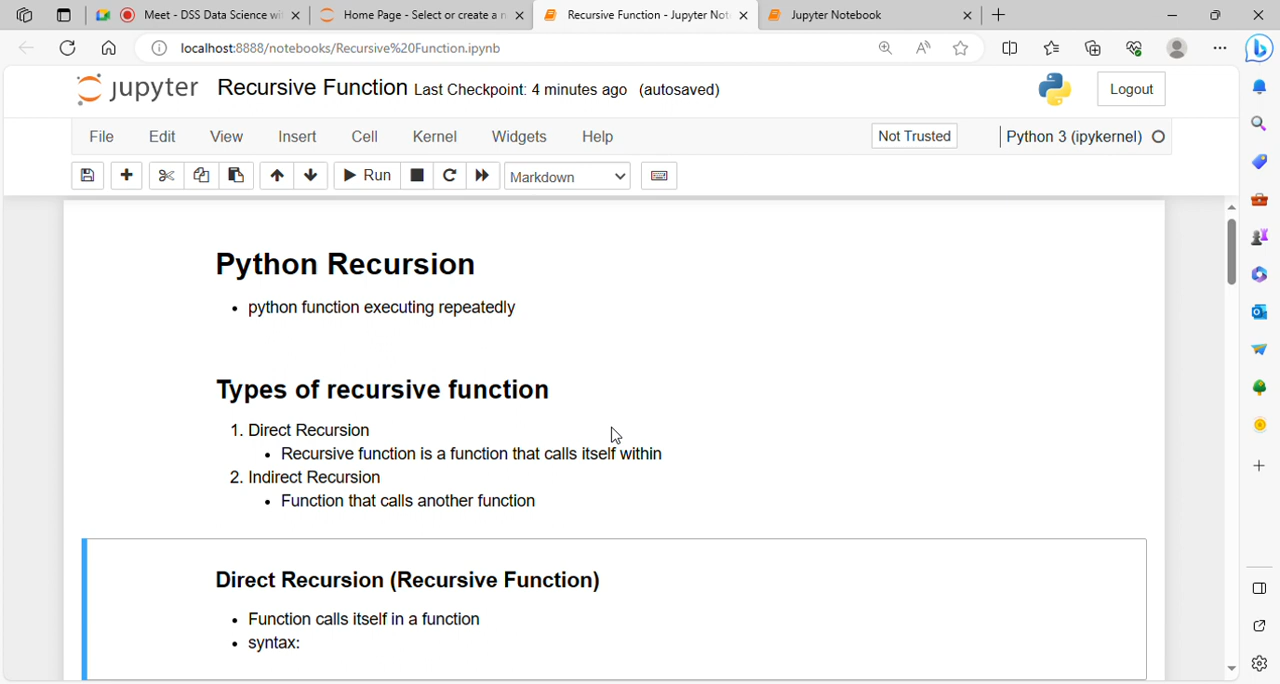 Meet - DSS Data Science wi
Home Page - Select or create a n
Recursive Function - Jupyter Not
Jupyter Notebook
localhost:8888/notebooks/Recursive%20Function.ipynb
jupyter Recursive Function Last Checkpoint: 4 minutes ago (autosaved)
Logout
File Edit View Insert Cell Kernel Widgets Help
Not Trusted
Python 3 (ipykernel)
Run
Markdown
Python Recursion
• python function executing repeatedly
Types of recursive function
1. Direct Recursion
• Recursive function is a function that calls itself within
2. Indirect Recursion
• Function that calls another function
Direct Recursion (Recursive Function)
• Function calls itself in a function
• syntax: